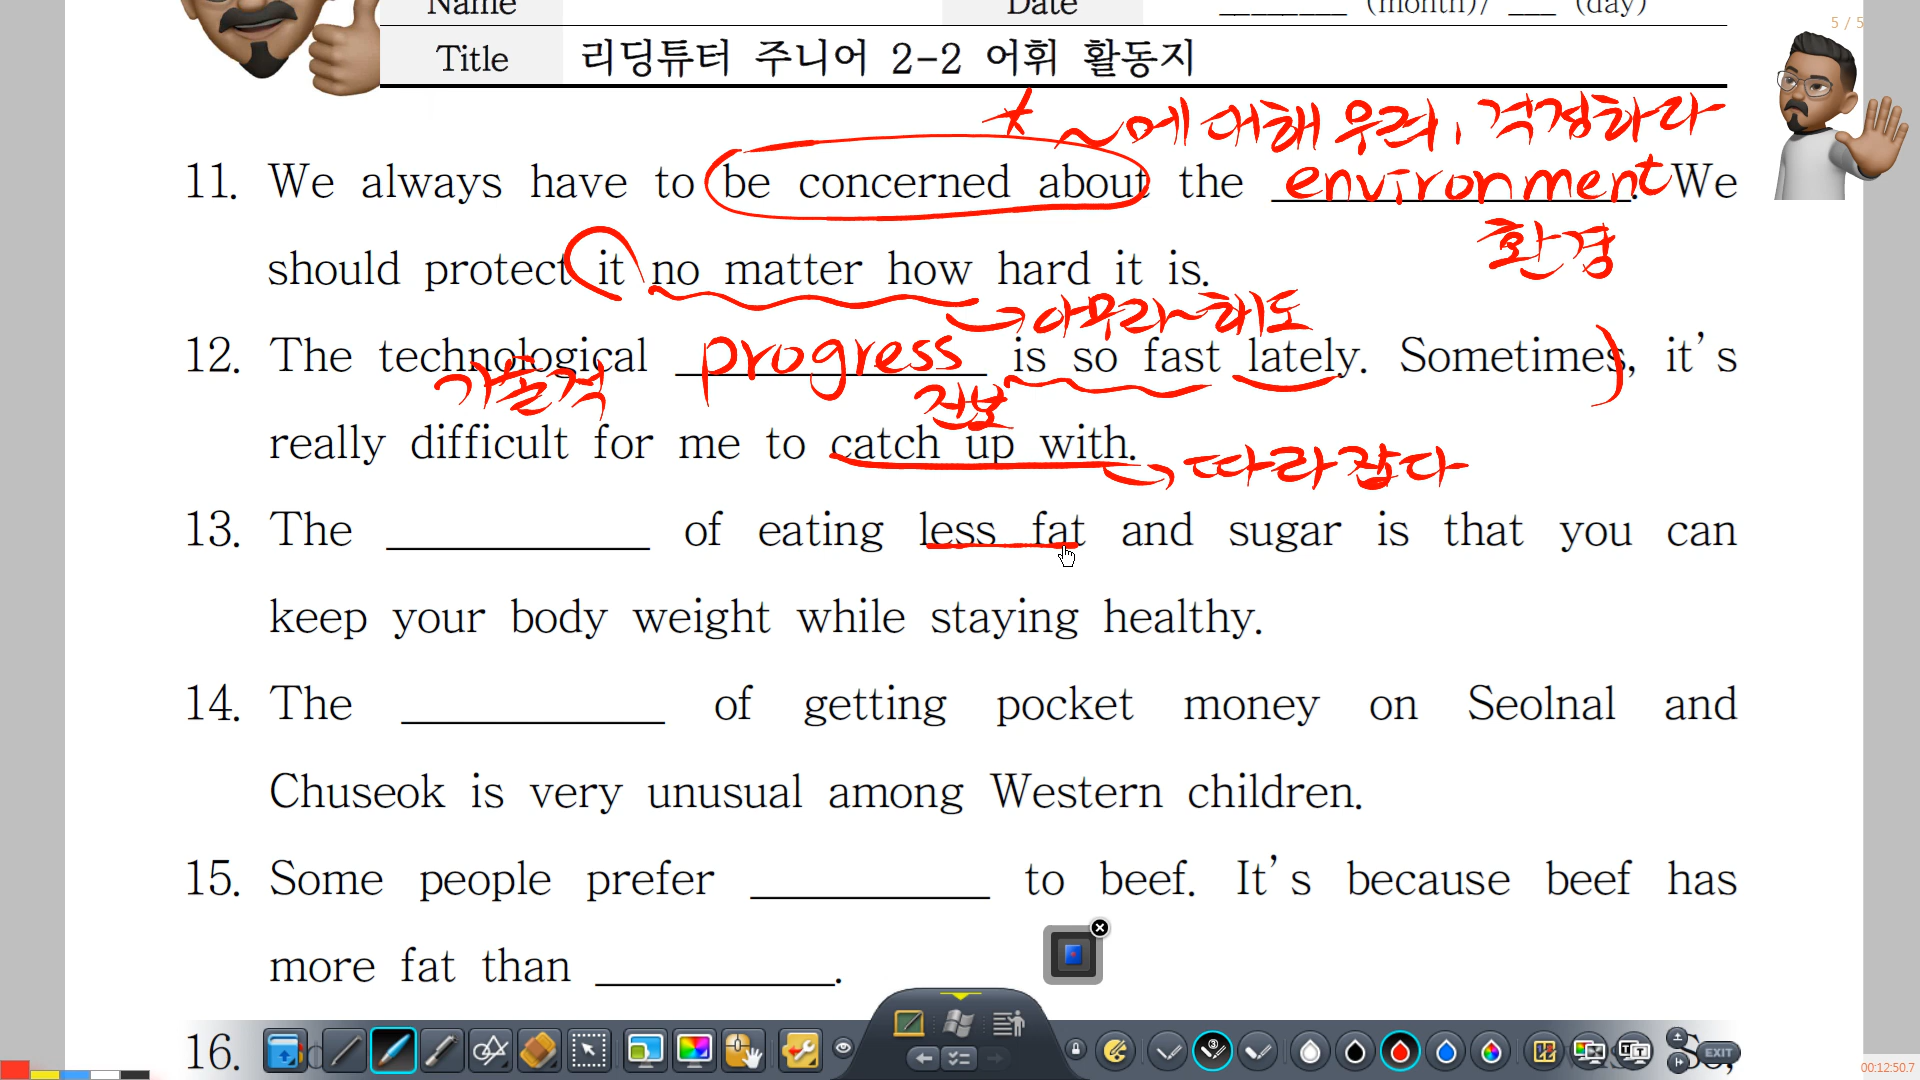 Name Date ________ (month)/ ___ (day)
5 / 5
Title 리딩튜터 주니어 2-2 어휘 활동지
* ~에 대해 우려, 걱정하다
11. We always have to be concerned about the environment. We
환경
should protect it no matter how hard it is.
→아무리~해도
12. The technological progress is so fast lately. Sometimes, it's
기술적 진보
really difficult for me to catch up with.
→따라잡다
13. The ___________ of eating less fat and sugar is that you can
keep your body weight while staying healthy.
14. The ___________ of getting pocket money on Seolnal and
Chuseok is very unusual among Western children.
15. Some people prefer __________ to beef. It's because beef has
more fat than __________.
16.
EXIT
00:12:50.7